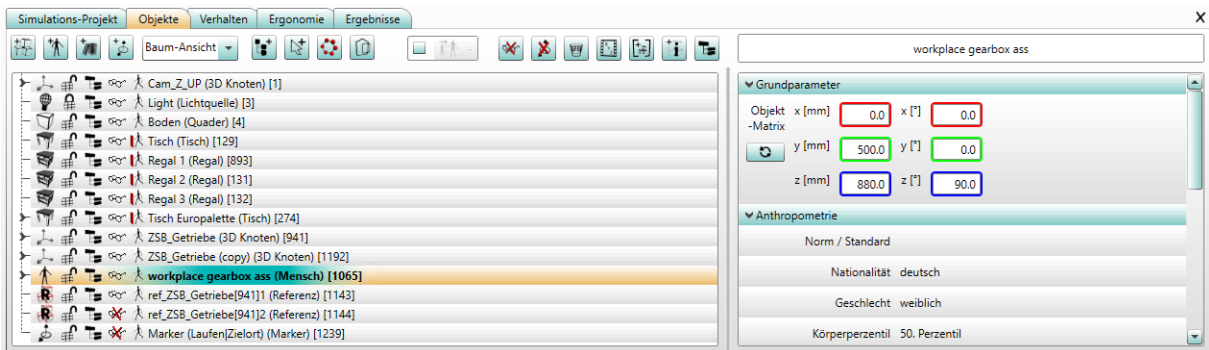 Simulations-Projekt Objekte Verhalten Ergonomie Ergebnisse X
Baum-Ansicht
workplace gearbox ass
Cam_Z_UP (3D Knoten) [1]
Light (Lichtquelle) [3]
Boden (Quader) [4]
Tisch (Tisch) [129]
Regal 1 (Regal) [893]
Regal 2 (Regal) [131]
Regal 3 (Regal) [132]
Tisch Europalette (Tisch) [274]
ZSB_Getriebe (3D Knoten) [941]
ZSB_Getriebe (copy) (3D Knoten) [1192]
workplace gearbox ass (Mensch) [1065]
ref_ZSB_Getriebe[941]1 (Referenz) [1143]
ref_ZSB_Getriebe[941]2 (Referenz) [1144]
Marker (Laufen|Zielort) (Marker) [1239]
Grundparameter
Objekt x [mm] 0.0 x [°] 0.0
-Matrix
y [mm] 500.0 y [°] 0.0
z [mm] 880.0 z [°] 90.0
Anthropometrie
Norm / Standard
Nationalität deutsch
Geschlecht weiblich
Körperperzentil 50. Perzentil